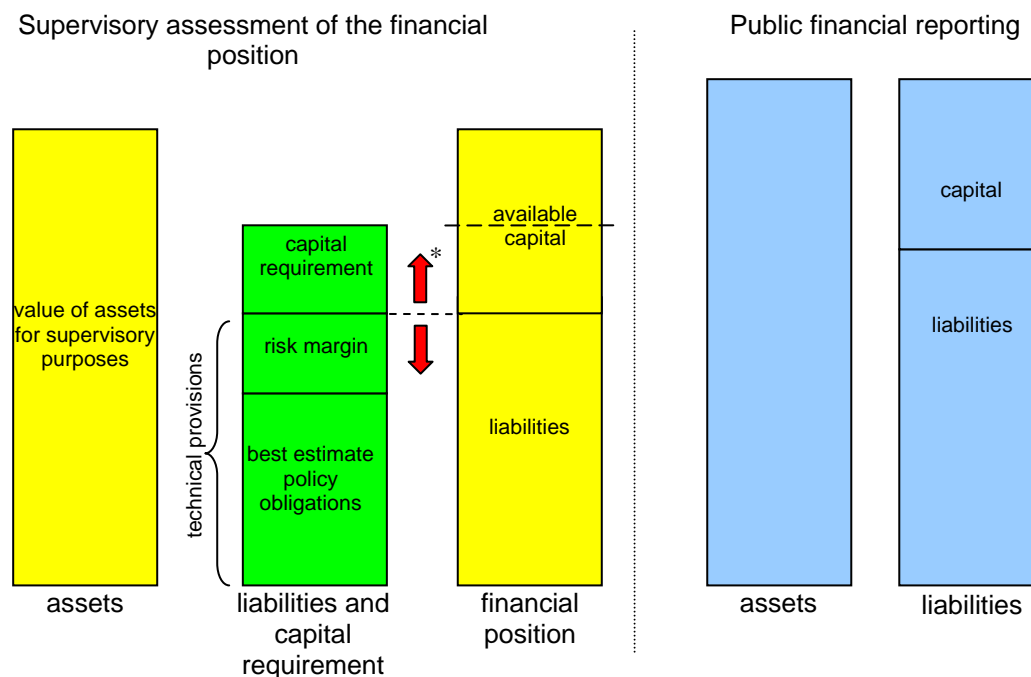 Supervisory assessment of the financial
position
Public financial reporting
value of assets
for supervisory
purposes
assets
technical provisions
capital
requirement
*
risk margin
best estimate
policy
obligations
liabilities and
capital
requirement
available
capital
liabilities
financial
position
assets
capital
liabilities
liabilities